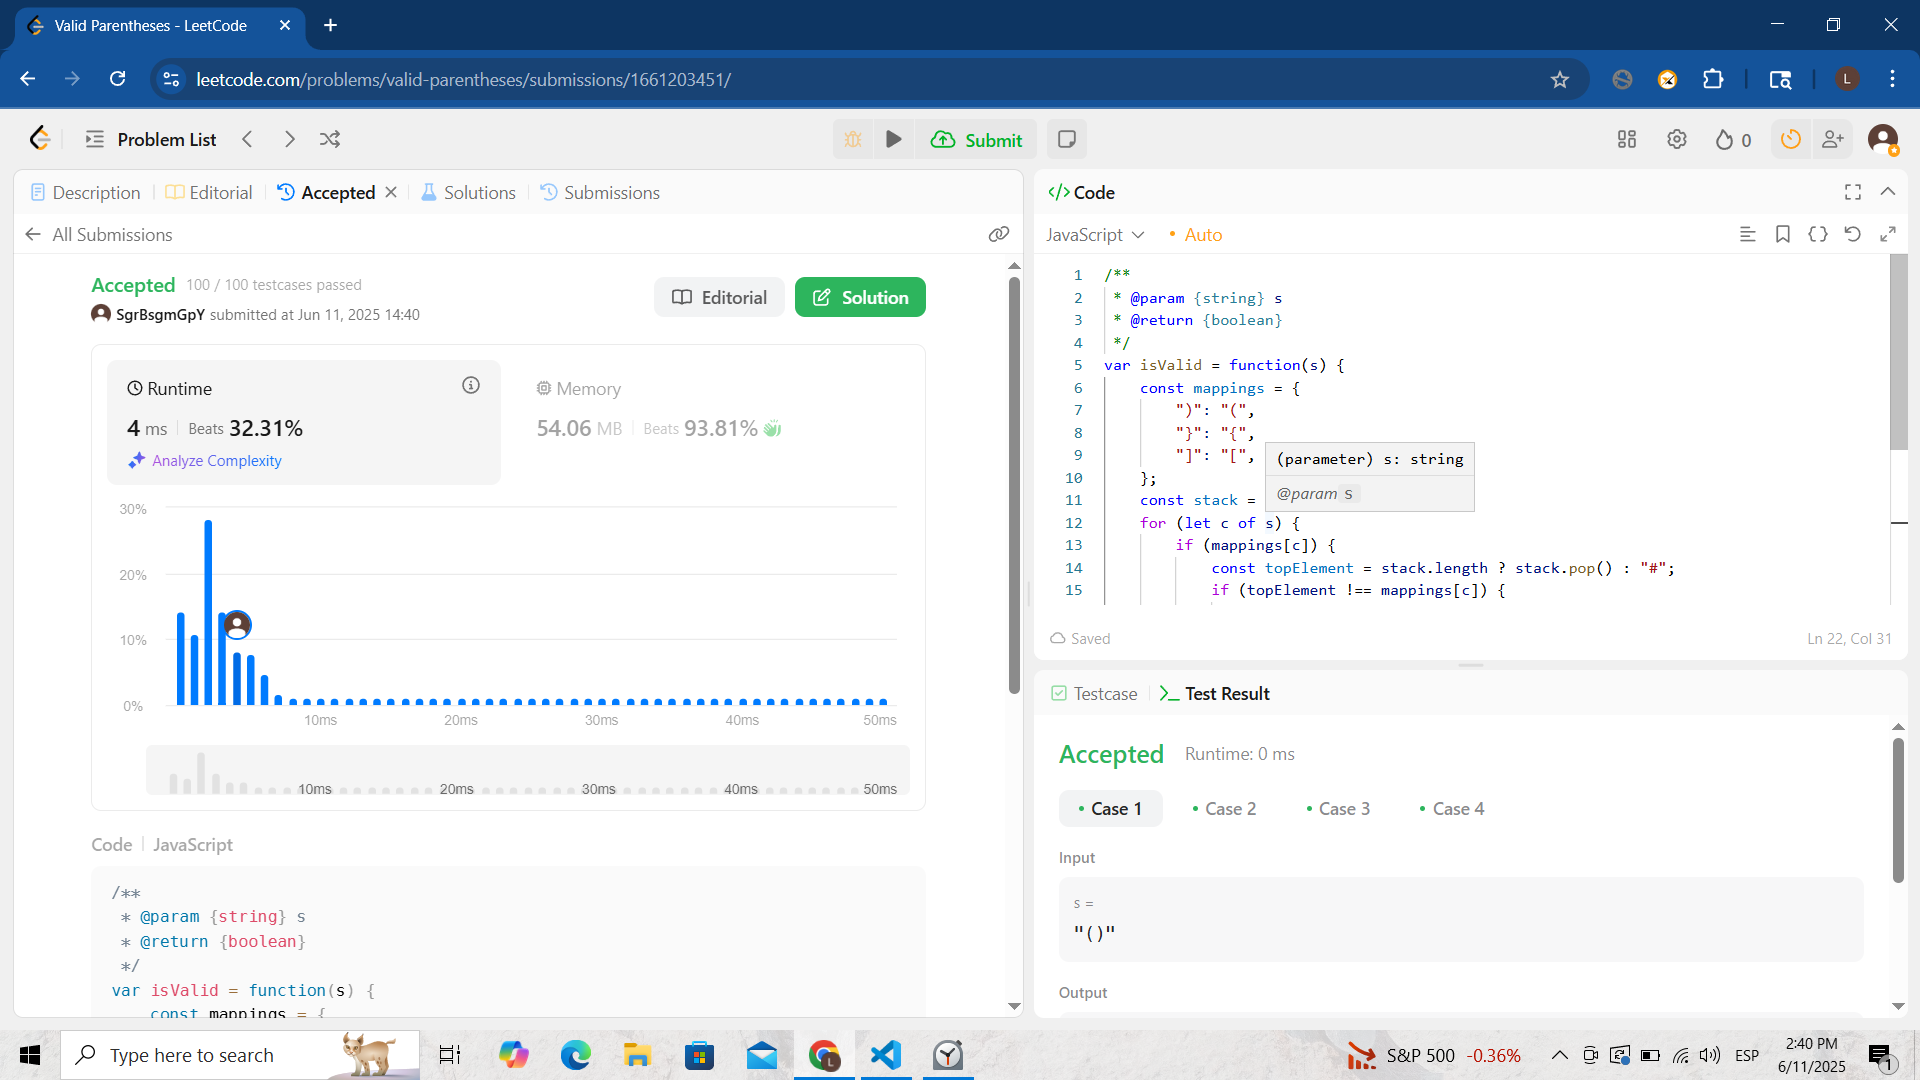 Valid Parentheses - LeetCode
leetcode.com/problems/valid-parentheses/submissions/1661203451/
L
Problem List
Submit
0
Description
Editorial
Accepted
Solutions
Submissions
All Submissions
Accepted 100 / 100 testcases passed
SgrBsgmGpY submitted at Jun 11, 2025 14:40
Editorial
Solution
Runtime
4 ms Beats 32.31%
Analyze Complexity
Memory
54.06 MB Beats 93.81%
30%
20%
10%
0%
10ms 20ms 30ms 40ms 50ms
10ms 20ms 30ms 40ms 50ms
Code JavaScript
/**
 * @param {string} s
 * @return {boolean}
 */
var isValid = function(s) {
    const mappings = {
</> Code
JavaScript
Auto
1 /**
2  * @param {string} s
3  * @return {boolean}
4  */
5 var isValid = function(s) {
6     const mappings = {
7         ")": "(",
8         "}": "{",
9         "]": "[",
10     };
11     const stack =
12     for (let c of s) {
13         if (mappings[c]) {
14             const topElement = stack.length ? stack.pop() : "#";
15             if (topElement !== mappings[c]) {
(parameter) s: string
@param s
Saved
Ln 22, Col 31
Testcase
Test Result
Accepted Runtime: 0 ms
Case 1
Case 2
Case 3
Case 4
Input
s =
"()"
Output
Type here to search
L
S&P 500 -0.36%
ESP
2:40 PM
6/11/2025
1